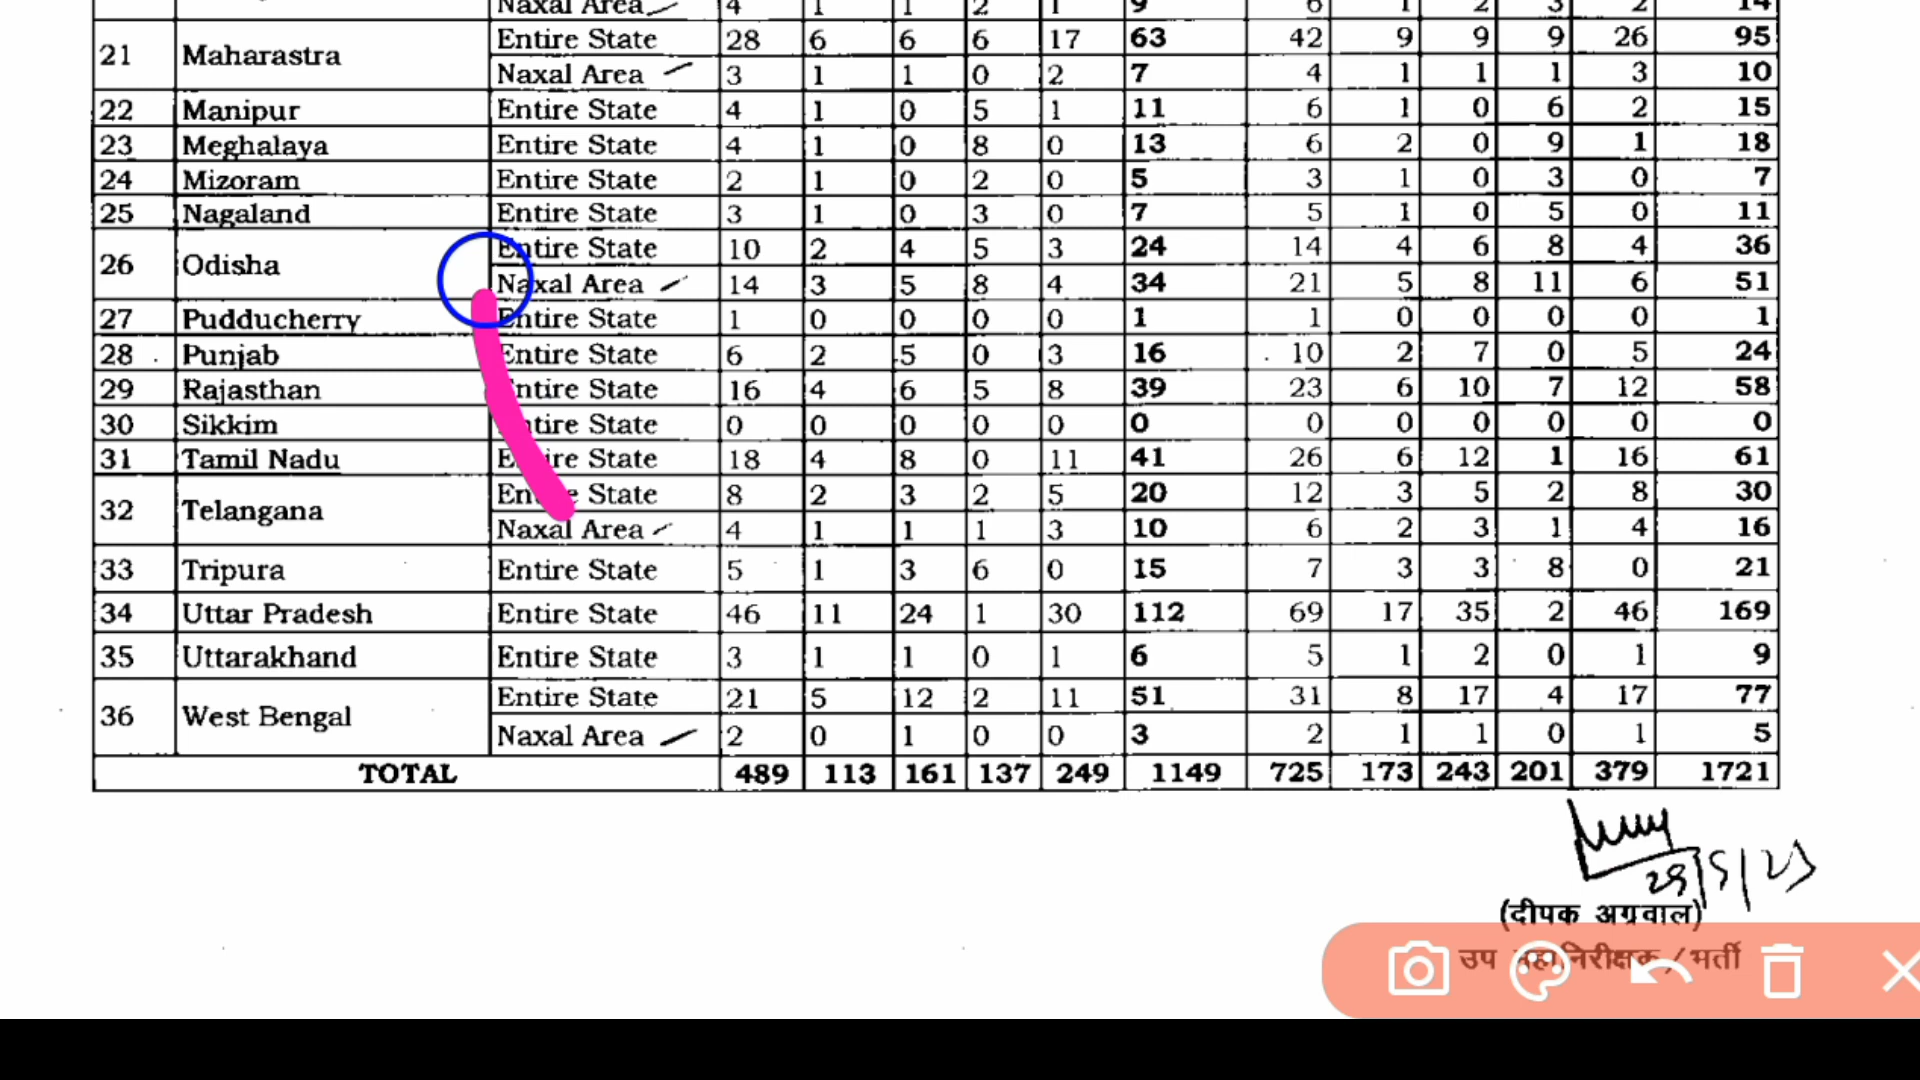 Naxal Area 4 1 1 2 1 9 6 1 2 3 2 14
21 Maharastra Entire State 28 6 6 6 17 63 42 9 9 9 26 95
Naxal Area 3 1 1 0 2 7 4 1 1 1 3 10
22 Manipur Entire State 4 1 0 5 1 11 6 1 0 6 2 15
23 Meghalaya Entire State 4 1 0 8 0 13 6 2 0 9 1 18
24 Mizoram Entire State 2 1 0 2 0 5 3 1 0 3 0 7
25 Nagaland Entire State 3 1 0 3 0 7 5 1 0 5 0 11
26 Odisha Entire State 10 2 4 5 3 24 14 4 6 8 4 36
Naxal Area 14 3 5 8 4 34 21 5 8 11 6 51
27 Pudducherry Entire State 1 0 0 0 0 1 1 0 0 0 0 1
28 Punjab Entire State 6 2 5 0 3 16 10 2 7 0 5 24
29 Rajasthan Entire State 16 4 6 5 8 39 23 6 10 7 12 58
30 Sikkim Entire State 0 0 0 0 0 0 0 0 0 0 0 0
31 Tamil Nadu Entire State 18 4 8 0 11 41 26 6 12 1 16 61
32 Telangana Entire State 8 2 3 2 5 20 12 3 5 2 8 30
Naxal Area 4 1 1 1 3 10 6 2 3 1 4 16
33 Tripura Entire State 5 1 3 6 0 15 7 3 3 8 0 21
34 Uttar Pradesh Entire State 46 11 24 1 30 112 69 17 35 2 46 169
35 Uttarakhand Entire State 3 1 1 0 1 6 5 1 2 0 1 9
36 West Bengal Entire State 21 5 12 2 11 51 31 8 17 4 17 77
Naxal Area 2 0 1 0 0 3 2 1 1 0 1 5
TOTAL 489 113 161 137 249 1149 725 173 243 201 379 1721
(दीपक अग्रवाल)
उप महानिरीक्षक/भर्ती